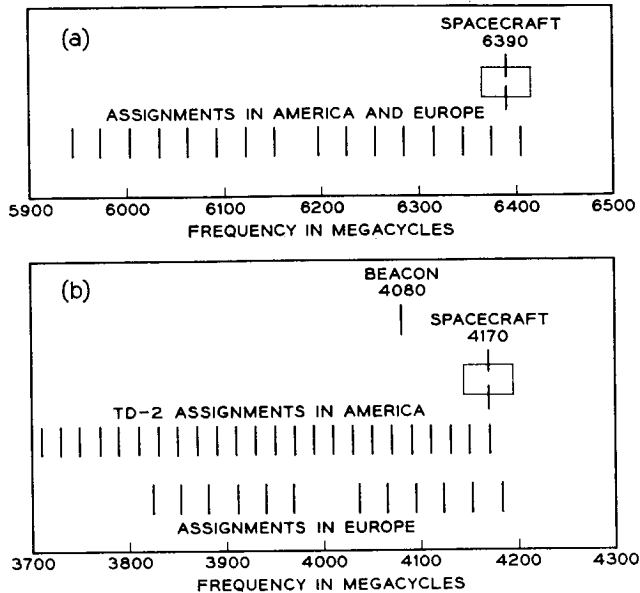 (a)
SPACECRAFT
6390
ASSIGNMENTS IN AMERICA AND EUROPE
5900 6000 6100 6200 6300 6400 6500
FREQUENCY IN MEGACYCLES
(b)
BEACON
4080
SPACECRAFT
4170
TD-2 ASSIGNMENTS IN AMERICA
ASSIGNMENTS IN EUROPE
3700 3800 3900 4000 4100 4200 4300
FREQUENCY IN MEGACYCLES